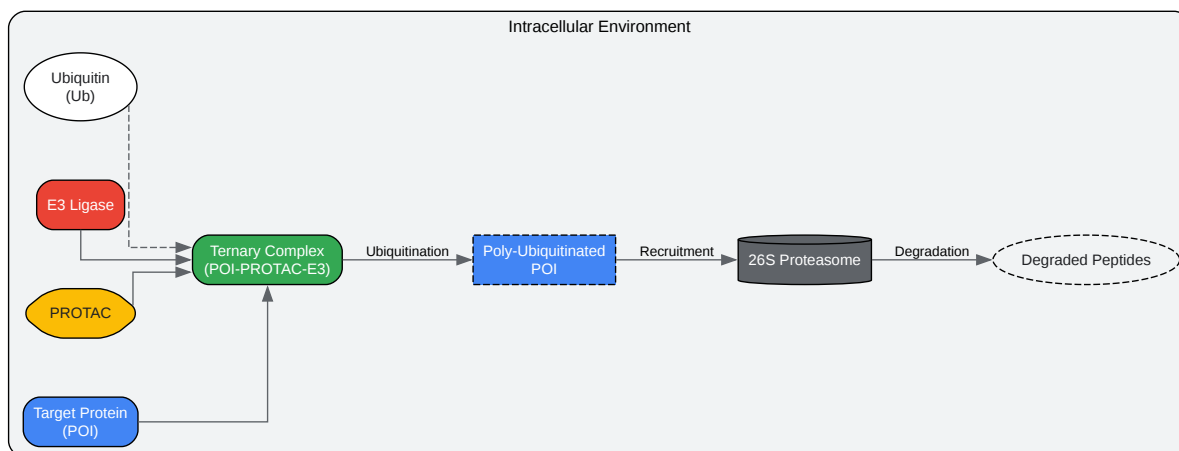 Intracellular Environment
Ubiquitin
(Ub)
E3 Ligase
PROTAC
Target Protein
(POI)
Ternary Complex
(POI-PROTAC-E3)
Ubiquitination
Poly-Ubiquitinated
POI
Recruitment
26S Proteasome
Degradation
Degraded Peptides